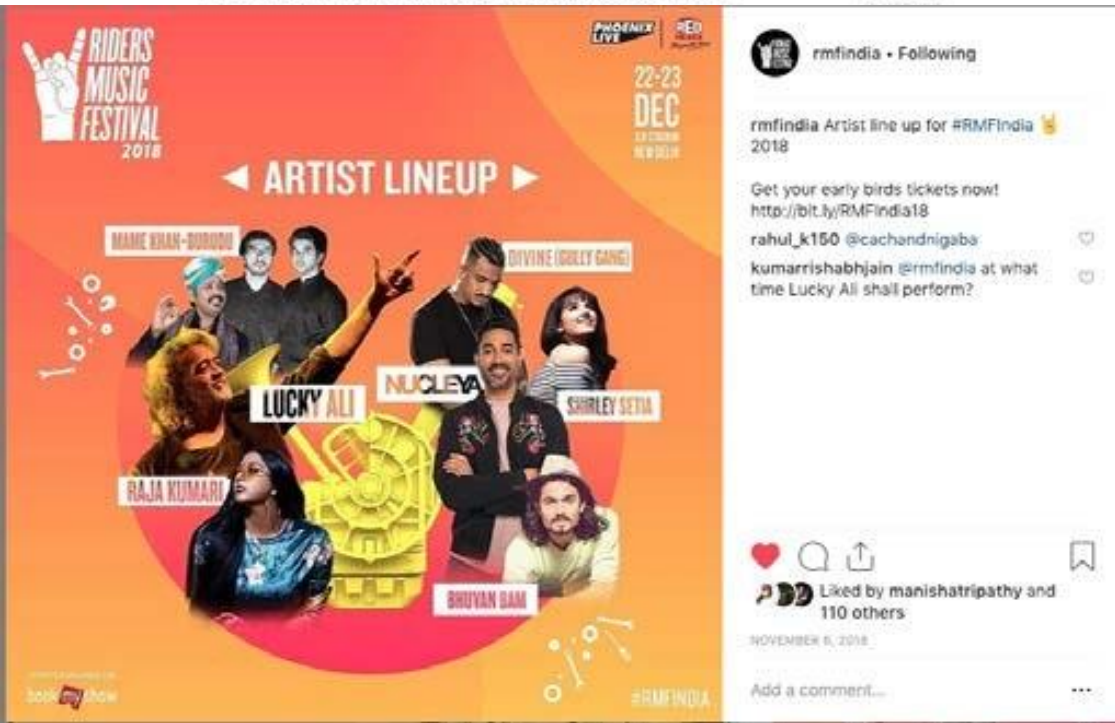 RIDERS
MUSIC
FESTIVAL
2018
PHOENIX
LIVE
RED
22-23
DEC
NEW DELHI
ARTIST LINEUP
MAME KHAN-BURUDU
DIVINE (GULLY GANG)
LUCKY ALI
NUCLEYA
SHIRLEY SETIA
RAJA KUMARI
BHUVAN BAM
book my show
#RMFINDIA
rmfindia • Following
rmfindia Artist line up for #RMFIndia 🤘
2018
Get your early birds tickets now!
http://bit.ly/RMFIndia18
rahul_k150 @cachandnigaba
kumarrishabhjain @rmfindia at what
time Lucky Ali shall perform?
Liked by manishatripathy and
110 others
NOVEMBER 6, 2018
Add a comment...